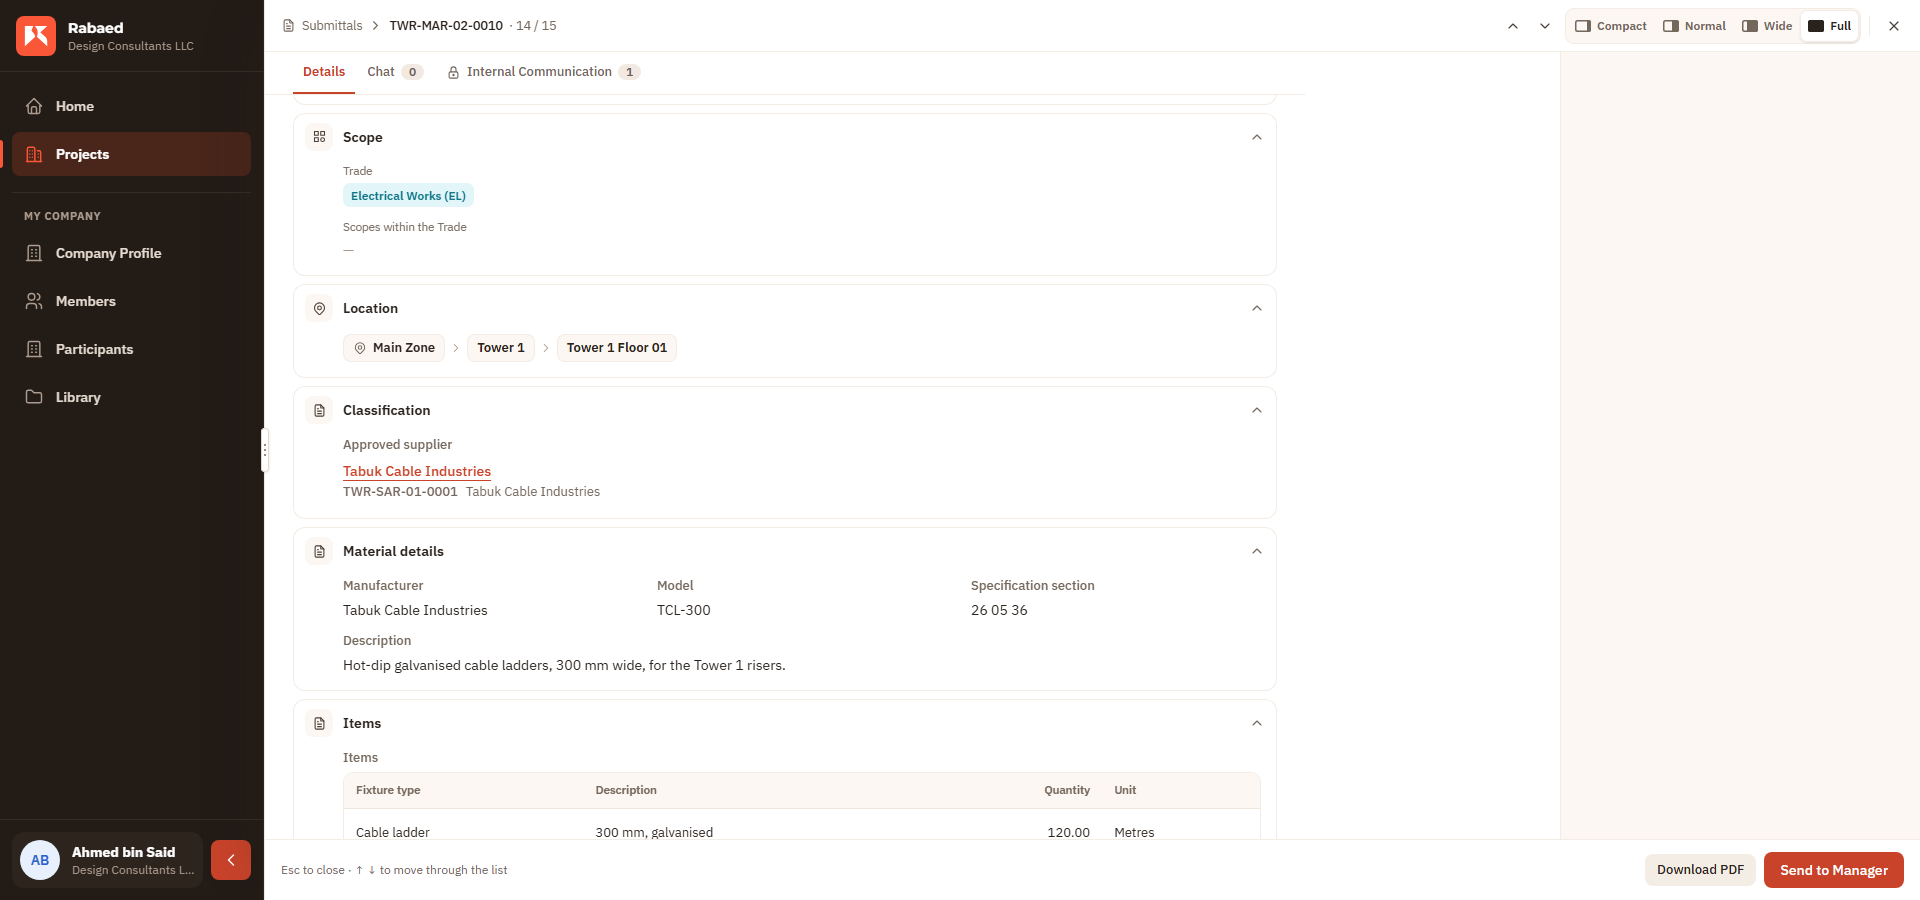 Rabaed
Design Consultants LLC
Home
Projects
MY COMPANY
Company Profile
Members
Participants
Library
AB
Ahmed bin Said
Design Consultants L...
Submittals > TWR-MAR-02-0010 · 14 / 15
Compact Normal Wide Full
Details Chat 0 Internal Communication 1
Scope
Trade
Electrical Works (EL)
Scopes within the Trade
—
Location
Main Zone > Tower 1 > Tower 1 Floor 01
Classification
Approved supplier
Tabuk Cable Industries
TWR-SAR-01-0001 Tabuk Cable Industries
Material details
Manufacturer Model Specification section
Tabuk Cable Industries TCL-300 26 05 36
Description
Hot-dip galvanised cable ladders, 300 mm wide, for the Tower 1 risers.
Items
Items
Fixture type Description Quantity Unit
Cable ladder 300 mm, galvanised 120.00 Metres
Esc to close · ↑ ↓ to move through the list
Download PDF Send to Manager